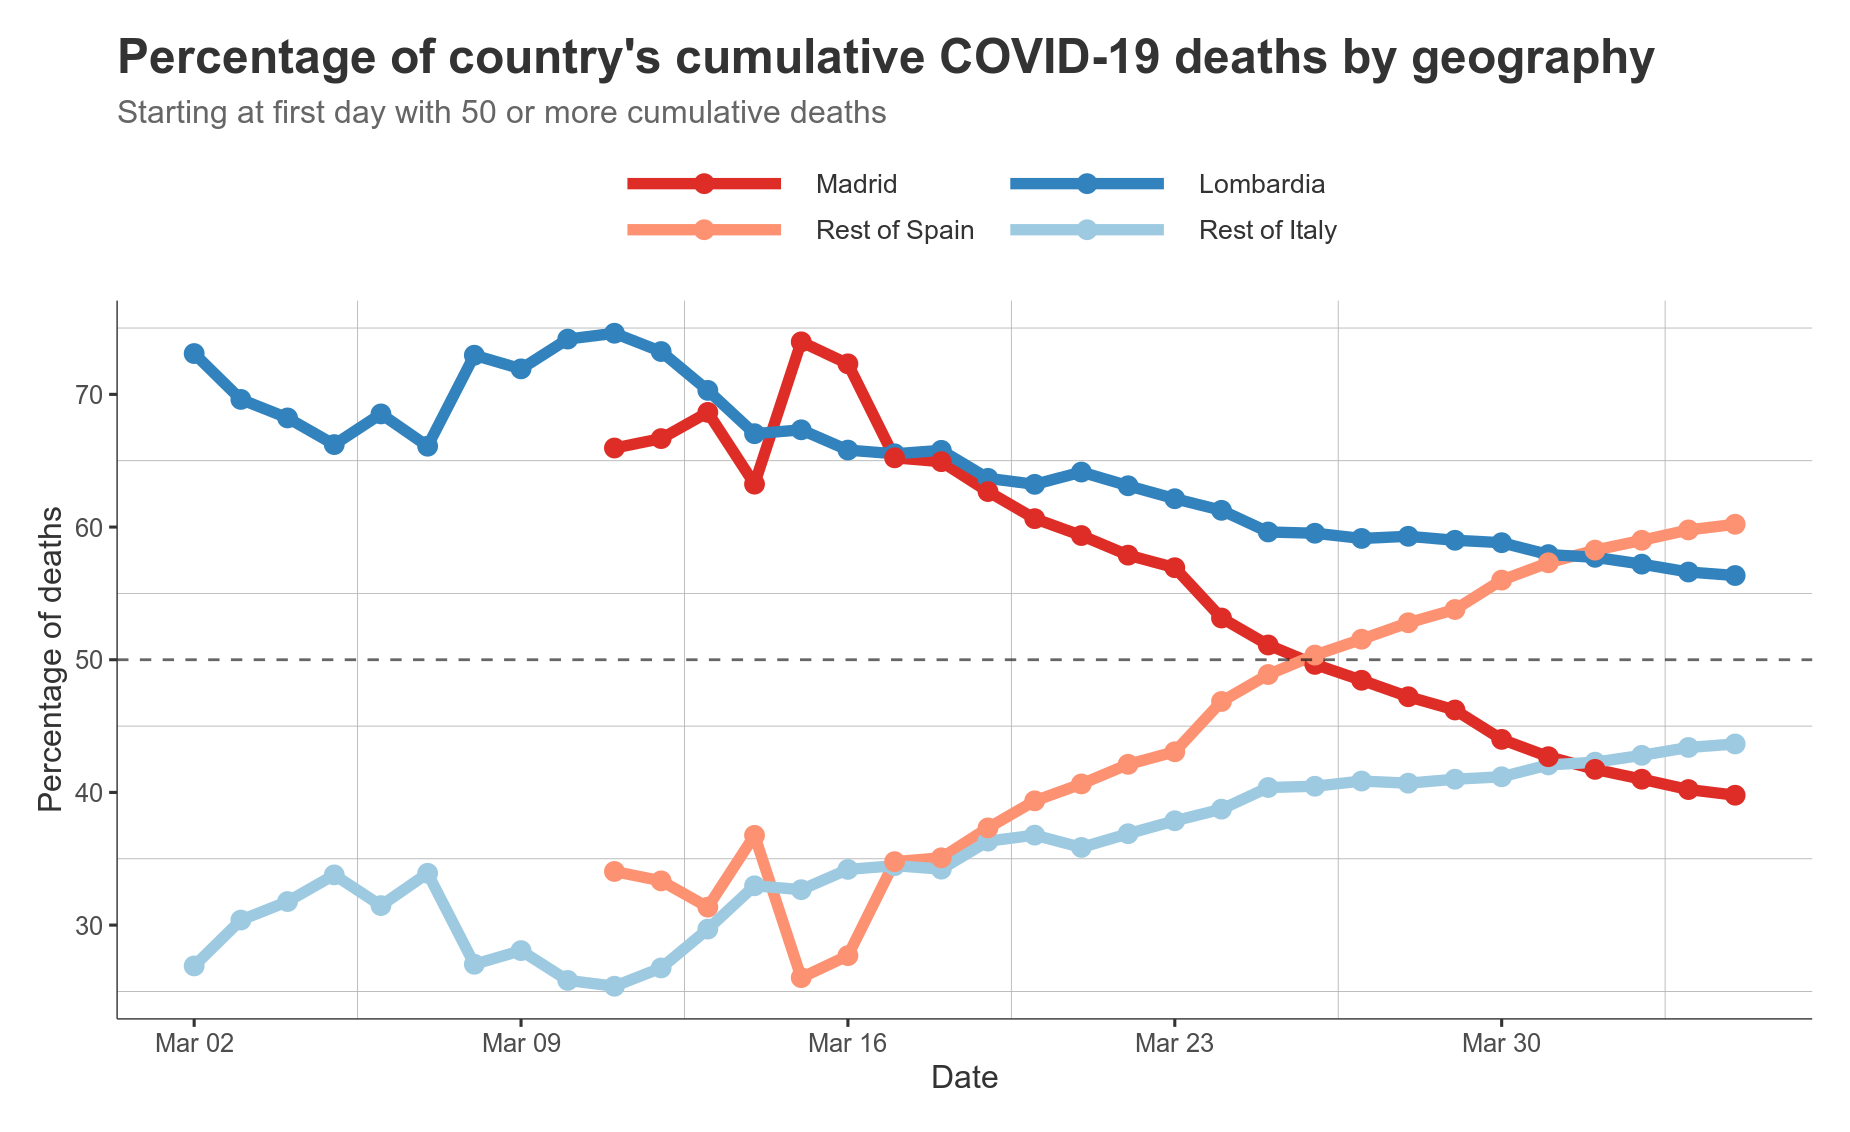 Percentage of country's cumulative COVID-19 deaths by geography
Starting at first day with 50 or more cumulative deaths
Madrid
Lombardia
Rest of Spain
Rest of Italy
Percentage of deaths
70
60
50
40
30
Mar 02
Mar 09
Mar 16
Mar 23
Mar 30
Date